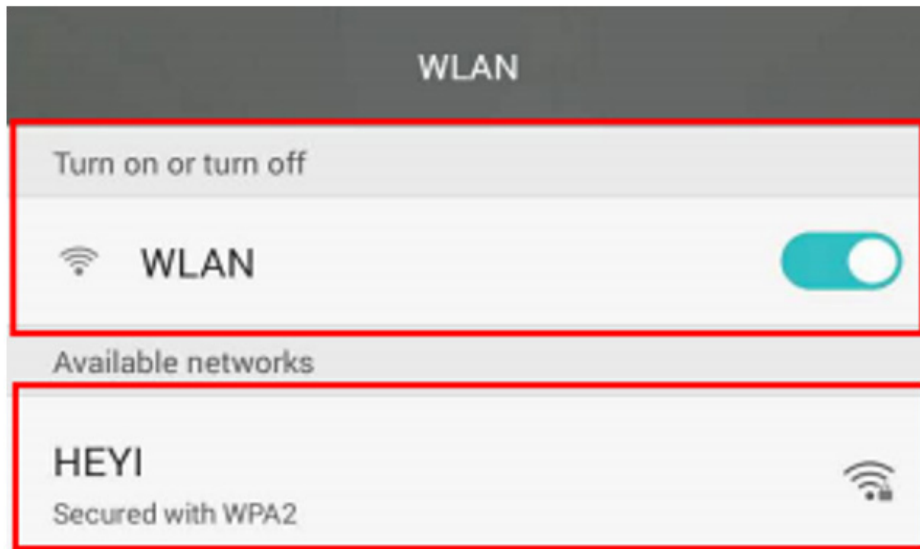 WLAN
Turn on or turn off
WLAN
Available networks
HEYI
Secured with WPA2